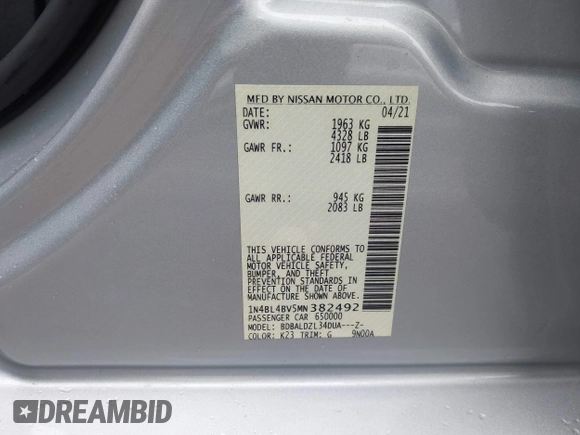 MFD BY NISSAN MOTOR CO., LTD.
DATE: 04/21
GVWR: 1963 KG
4328 LB
GAWR FR.: 1097 KG
2418 LB
GAWR RR.: 945 KG
2083 LB
THIS VEHICLE CONFORMS TO
ALL APPLICABLE FEDERAL
MOTOR VEHICLE SAFETY,
BUMPER, AND THEFT
PREVENTION STANDARDS
IN EFFECT ON THE DATE OF
MANUFACTURE SHOWN ABOVE.
1N4BL4BV5MN382492
PASSENGER CAR 650000
MODEL: BDBALDZL34DUA---Z-
COLOR: K23 TRIM: G 9N00A
DREAMBID